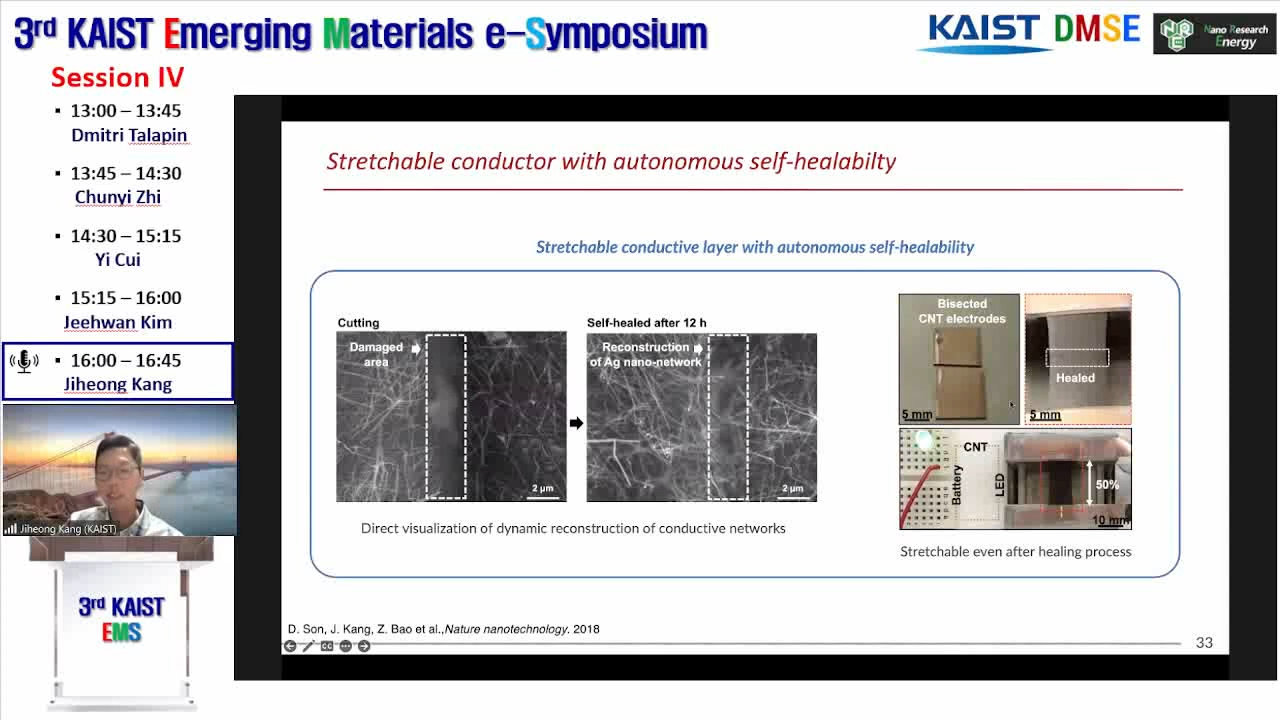 3rd KAIST Emerging Materials e-Symposium
KAIST DMSE
NRE
Nano Research
Energy
Session IV
▪ 13:00 – 13:45
Dmitri Talapin
▪ 13:45 – 14:30
Chunyi Zhi
▪ 14:30 – 15:15
Yi Cui
▪ 15:15 – 16:00
Jeehwan Kim
▪ 16:00 – 16:45
Jiheong Kang
Jiheong Kang (KAIST)
3rd KAIST
EMS
Stretchable conductor with autonomous self-healabilty
Stretchable conductive layer with autonomous self-healability
Cutting
Damaged
area
2 µm
Self-healed after 12 h
Reconstruction
of Ag nano-network
2 µm
Direct visualization of dynamic reconstruction of conductive networks
Bisected
CNT electrodes
5 mm
Healed
5 mm
CNT
Battery
LED
50%
10 mm
Stretchable even after healing process
D. Son, J. Kang, Z. Bao et al.,Nature nanotechnology. 2018
33